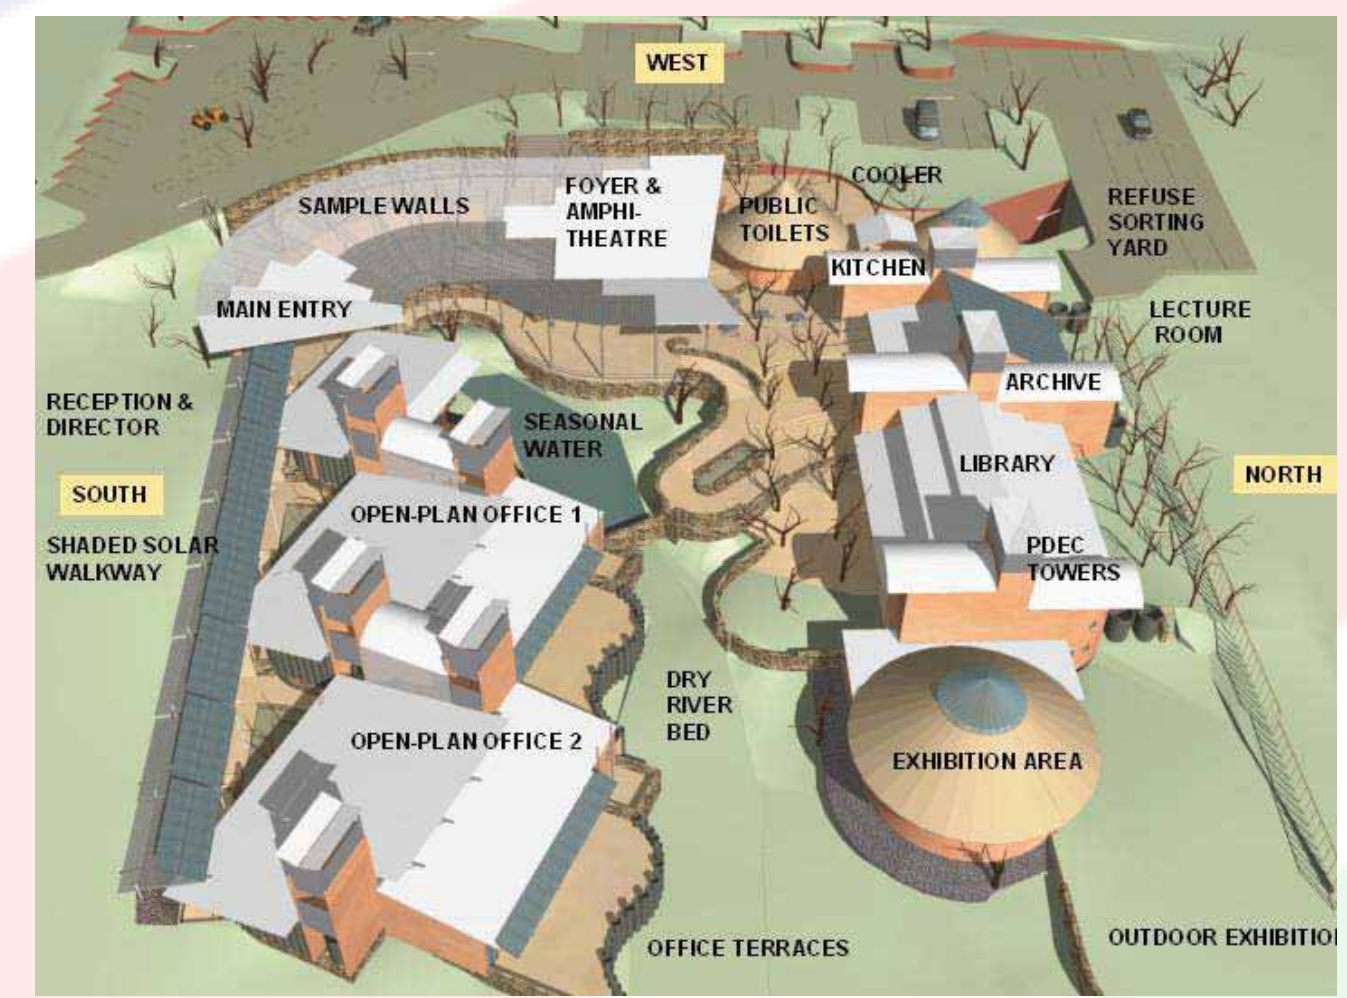 WEST
SAMPLE WALLS
FOYER &
AMPHI-
THEATRE
COOLER
PUBLIC
TOILETS
REFUSE
SORTING
YARD
KITCHEN
MAIN ENTRY
LECTURE
ROOM
ARCHIVE
RECEPTION &
DIRECTOR
SEASONAL
WATER
LIBRARY
NORTH
SOUTH
OPEN-PLAN OFFICE 1
SHADED SOLAR
WALKWAY
PDEC
TOWERS
DRY
RIVER
BED
OPEN-PLAN OFFICE 2
EXHIBITION AREA
OFFICE TERRACES
OUTDOOR EXHIBITIO